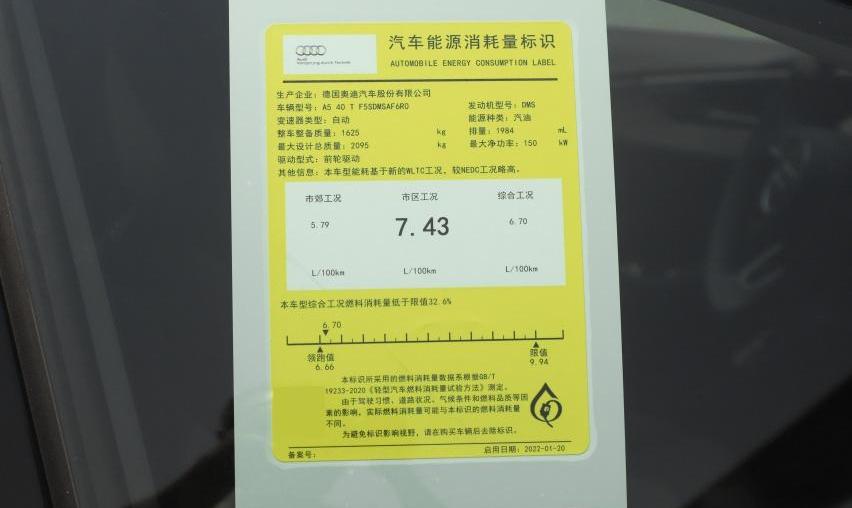 Audi
Vorsprung durch Technik
汽车能源消耗量标识
AUTOMOBILE ENERGY CONSUMPTION LABEL
生产企业：德国奥迪汽车股份有限公司
车辆型号：A5 40 T F5SDMSAF6R0 发动机型号：DMS
变速器类型：自动 能源种类：汽油
整车整备质量：1625 kg 排量：1984 mL
最大设计总质量：2095 kg 最大净功率：150 kW
驱动型式：前轮驱动
其他信息：本车型能耗基于新的WLTC工况，较NEDC工况略高。
市郊工况 市区工况 综合工况
5.79 7.43 6.70
L/100km L/100km L/100km
本车型综合工况燃料消耗量低于限值32.6%
6.70
领跑值 限值
6.66 9.94
本标识所采用的燃料消耗量数据系根据GB/T
19233-2020《轻型汽车燃料消耗量试验方法》测定。
由于驾驶习惯、道路状况、气候条件和燃料品质等因
素的影响，实际燃料消耗量可能与本标识的燃料消耗量
不同。
为避免标识影响视野，请在购买车辆后去除标识。
备案号： 启用日期：2022-01-20